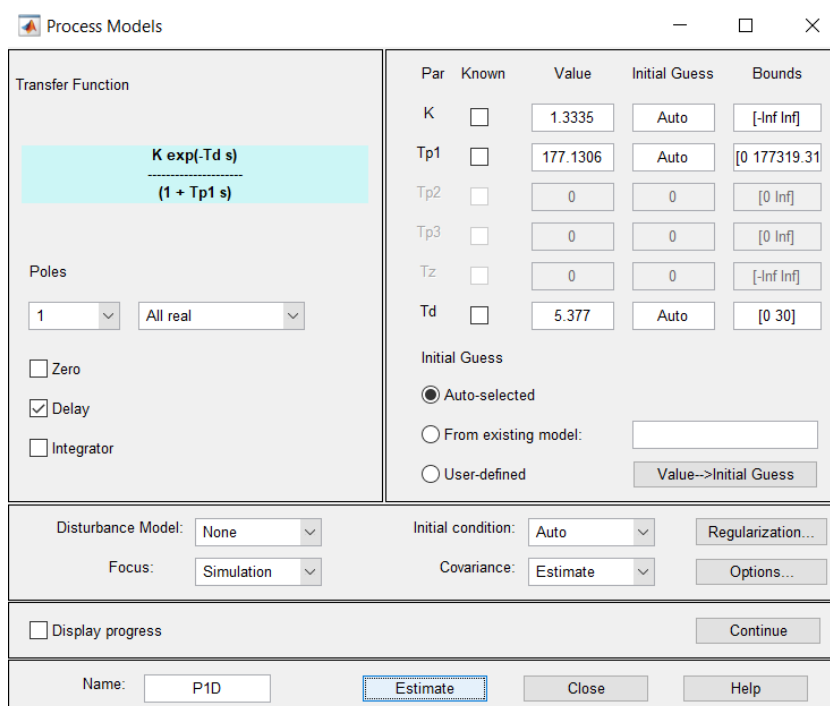 Process Models
Transfer Function
K exp(-Td s)
---------------------
(1 + Tp1 s)
Poles
1 All real
Zero
Delay
Integrator
Par Known Value Initial Guess Bounds
K 1.3335 Auto [-Inf Inf]
Tp1 177.1306 Auto [0 177319.31
Tp2 0 0 [0 Inf]
Tp3 0 0 [0 Inf]
Tz 0 0 [-Inf Inf]
Td 5.377 Auto [0 30]
Initial Guess
Auto-selected
From existing model:
User-defined Value-->Initial Guess
Disturbance Model: None Initial condition: Auto Regularization...
Focus: Simulation Covariance: Estimate Options...
Display progress Continue
Name: P1D Estimate Close Help